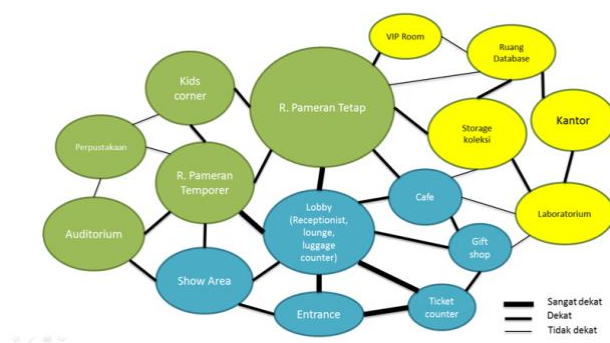 VIP Room
Ruang
Database
Kids
corner
R. Pameran Tetap
Storage
koleksi
Kantor
Perpustakaan
R. Pameran
Temporer
Lobby
(Receptionist,
lounge,
luggage
counter)
Cafe
Laboratorium
Auditorium
Gift
shop
Show Area
Entrance
Ticket
counter
Sangat dekat
Dekat
Tidak dekat